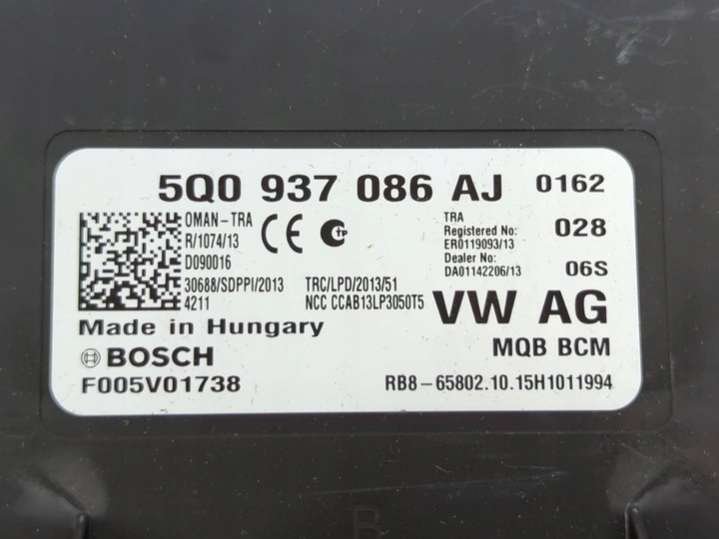 5Q0 937 086 AJ 0162
OMAN-TRA
R/1074/13
D090016
30688/SDPPI/2013
4211
TRC/LPD/2013/51
NCC CCAB13LP3050T5
TRA
Registered No:
ER0119093/13
Dealer No:
DA01142206/13
028
06S
VW AG
MQB BCM
Made in Hungary
BOSCH
F005V01738
RB8-65802.10.15H1011994